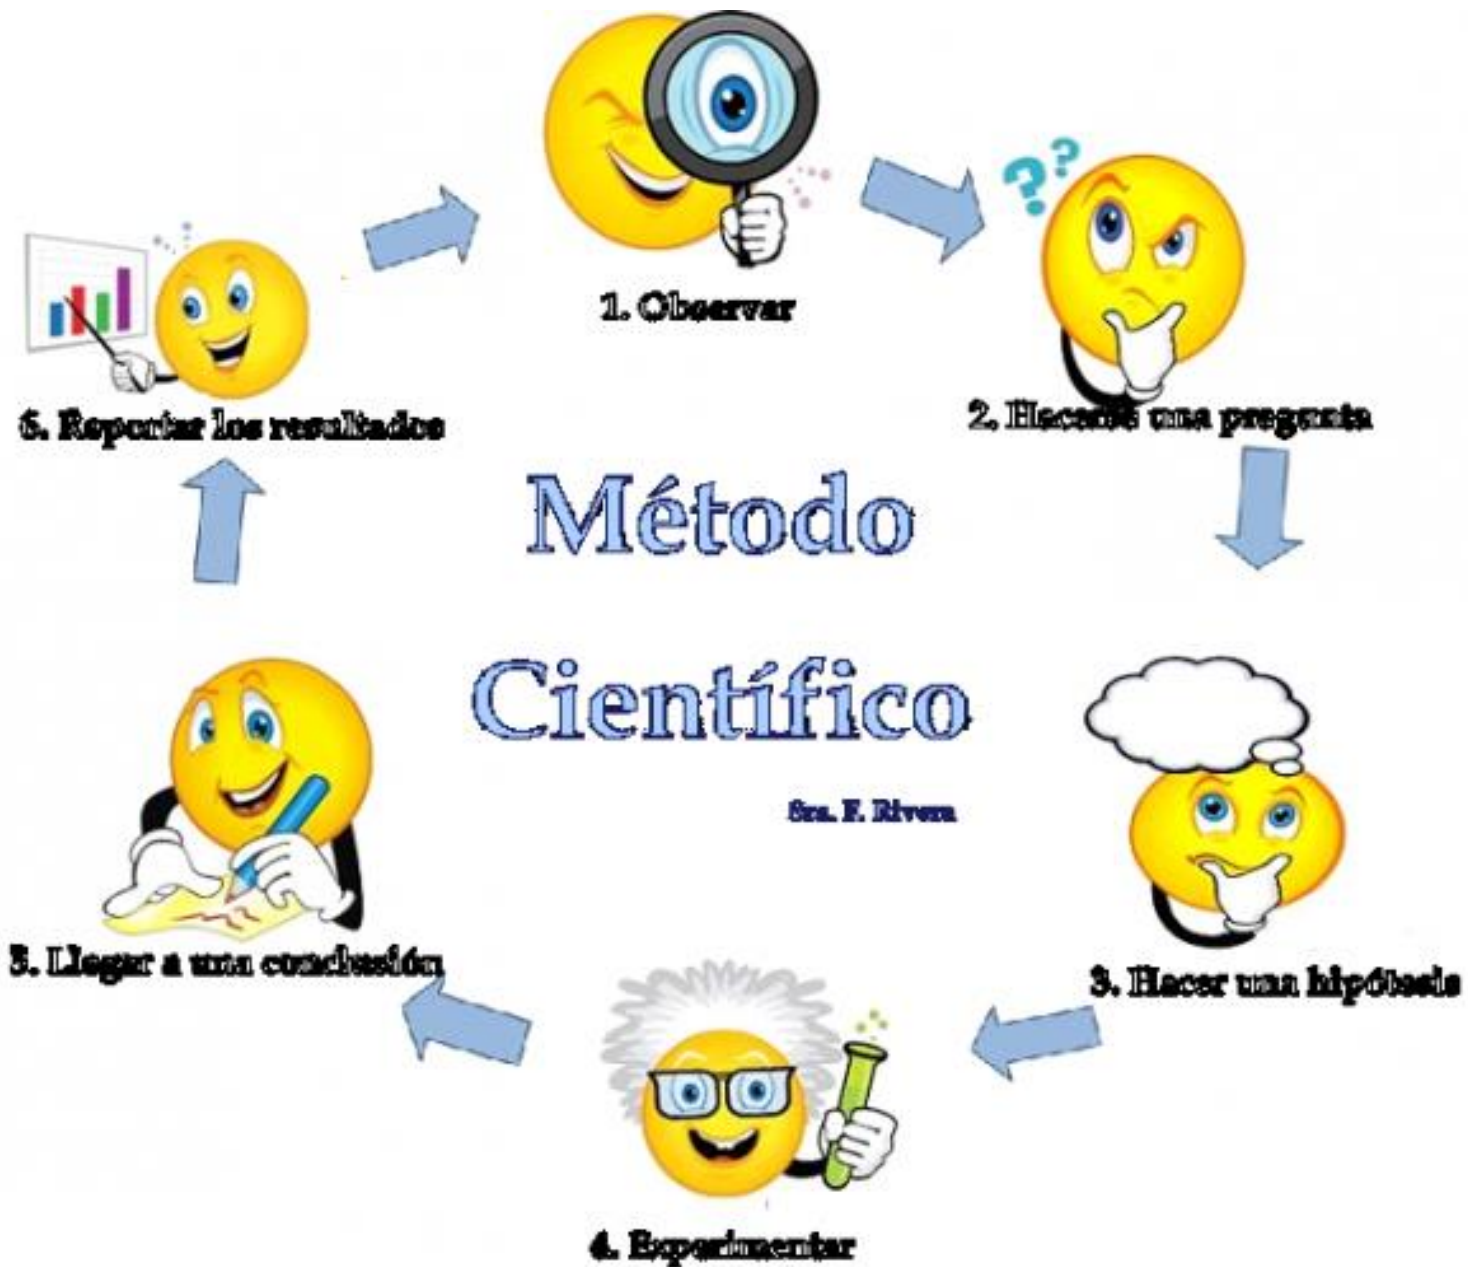 1. Observar
2. Hacerse una pregunta
3. Hacer una hipótesis
4. Experimentar
5. Llegar a una conclusión
6. Reportar los resultados
Método
Científico
Sra. F. Rivera